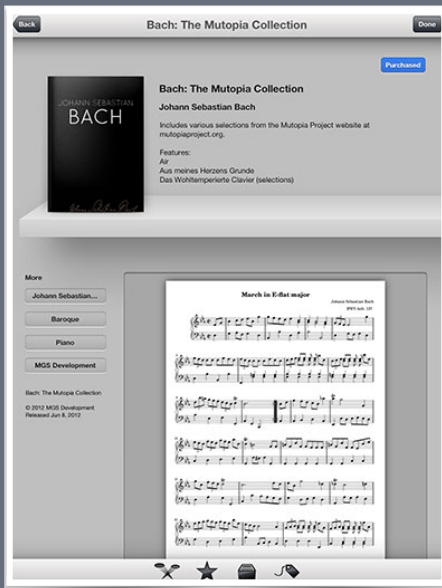 Back
Bach: The Mutopia Collection
Done
Purchased
JOHANN SEBASTIAN
BACH
Bach: The Mutopia Collection
Johann Sebastian Bach
Includes various selections from the Mutopia Project website at
mutopiaproject.org.
Features:
Air
Aus meines Herzens Grunde
Das Wohltemperierte Clavier (selections)
More
Johann Sebastian...
Baroque
Piano
MGS Development
Bach: The Mutopia Collection
© 2012 MGS Development
Released Jun 8, 2012
March in E-flat major
Johann Sebastian Bach